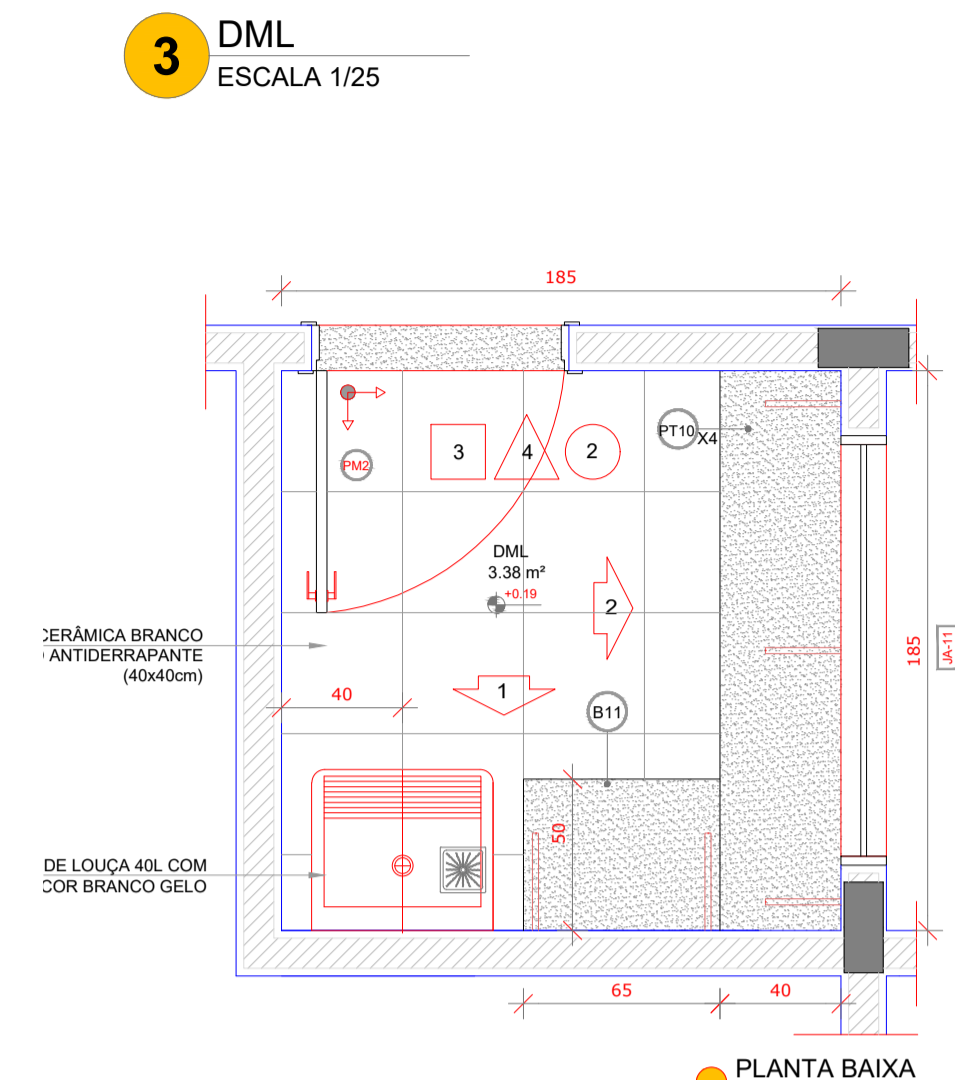 3
DML
ESCALA 1/25
185
3
4
2
PT10
X4
PM2
DML
3.38 m²
+0.19
2
CERÂMICA BRANCO
ANTIDERRAPANTE
(40x40cm)
185
JA-11
40
1
B11
50
DE LOUÇA 40L COM
COR BRANCO GELO
65
40
PLANTA BAIXA